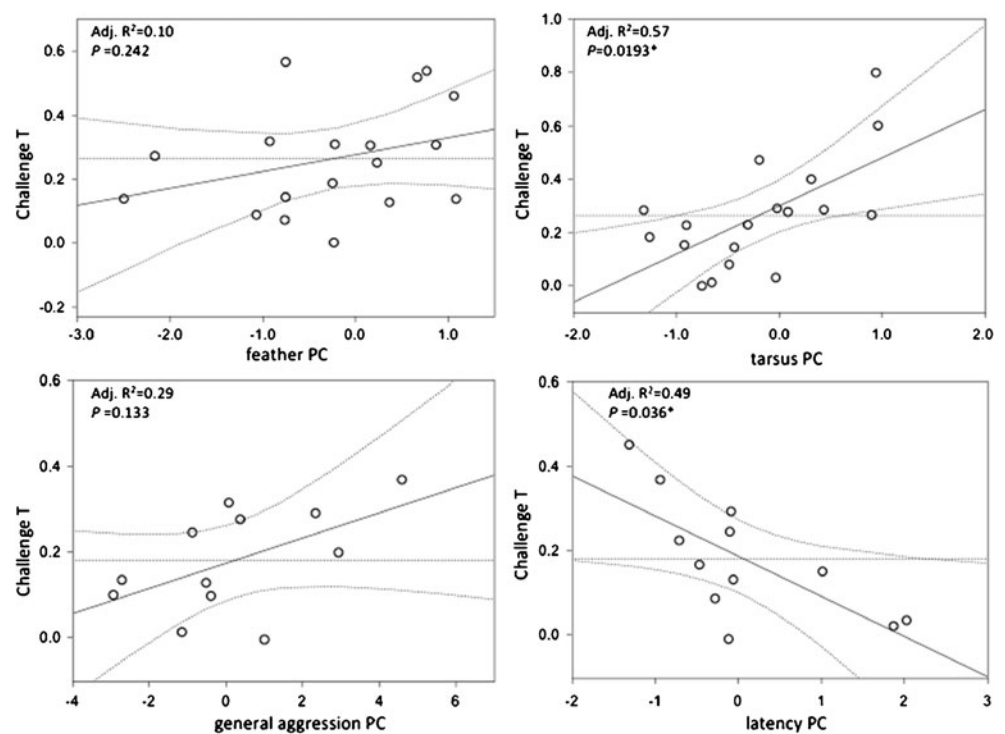 Adj. R²=0.10
P =0.242
Challenge T
0.6
0.4
0.2
0.0
-0.2
-3.0 -2.0 -1.0 0.0 1.0
feather PC
Adj. R²=0.57
P=0.0193*
Challenge T
1.0
0.8
0.6
0.4
0.2
0.0
-2.0 -1.0 0.0 1.0 2.0
tarsus PC
Adj. R²=0.29
P =0.133
Challenge T
0.6
0.4
0.2
0.0
-4 -2 0 2 4 6
general aggression PC
Adj. R²=0.49
P =0.036*
Challenge T
0.6
0.4
0.2
0.0
-2 -1 0 1 2 3
latency PC